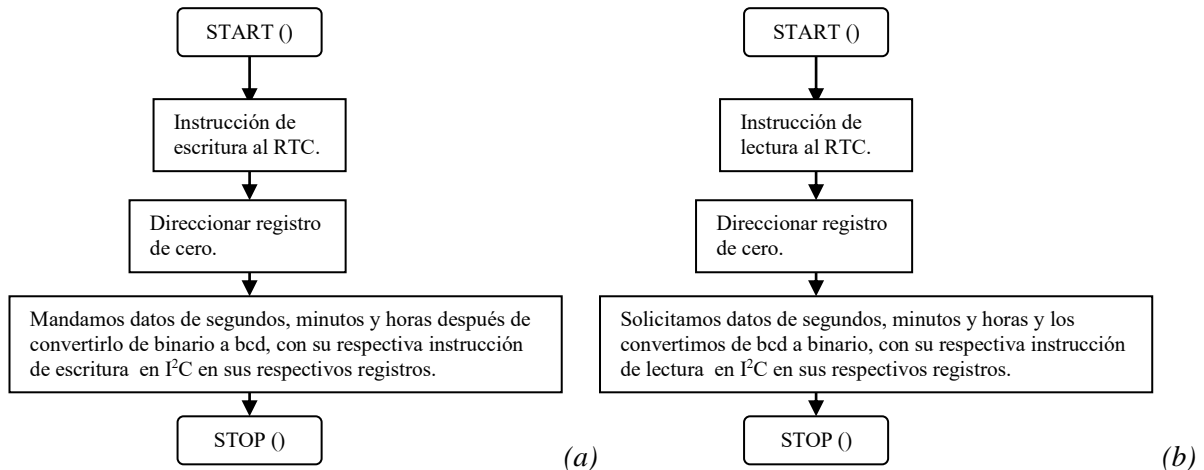 START ()
Instrucción de
escritura al RTC.
Direccionar registro
de cero.
Mandamos datos de segundos, minutos y horas después de
convertirlo de binario a bcd, con su respectiva instrucción
de escritura en I²C en sus respectivos registros.
STOP ()
(a)
START ()
Instrucción de
lectura al RTC.
Direccionar registro
de cero.
Solicitamos datos de segundos, minutos y horas y los
convertimos de bcd a binario, con su respectiva instrucción
de lectura en I²C en sus respectivos registros.
STOP ()
(b)